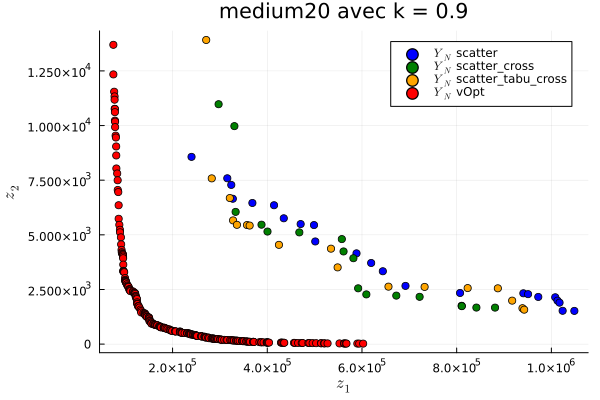 medium20 avec k = 0.9
Y_N scatter
Y_N scatter_cross
Y_N scatter_tabu_cross
Y_N vOpt
1.250×10⁴
1.000×10⁴
7.500×10³
5.000×10³
2.500×10³
0
z₂
2.0×10⁵ 4.0×10⁵ 6.0×10⁵ 8.0×10⁵ 1.0×10⁶
z₁